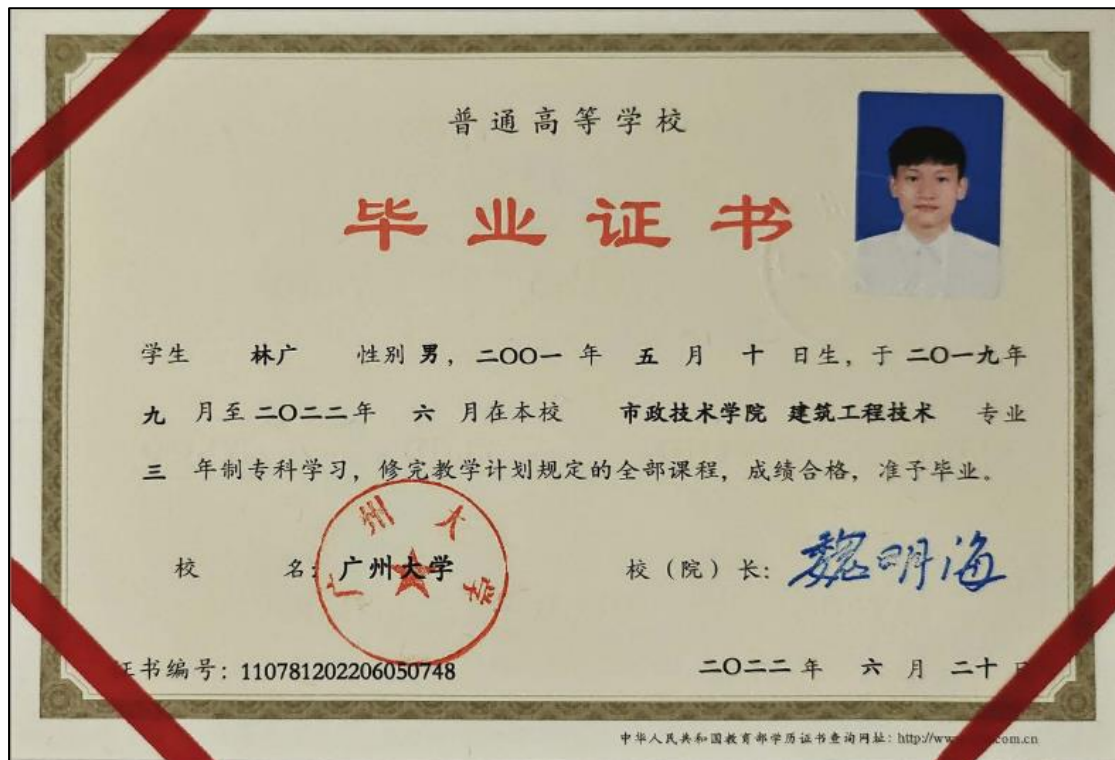 普通高等学校
毕业证书
学生 林广 性别 男，二〇〇一 年 五 月 十 日生，于 二〇一九年
九 月至 二〇二二年 六 月在本校 市政技术学院 建筑工程技术 专业
三 年制专科学习，修完教学计划规定的全部课程，成绩合格，准予毕业。
校 名：广州大学
广州大学
校（院）长：魏明海
书编号：110781202206050748
二〇二二 年 六 月 二十
中华人民共和国教育部学历证书查询网址：http://ww com.cn